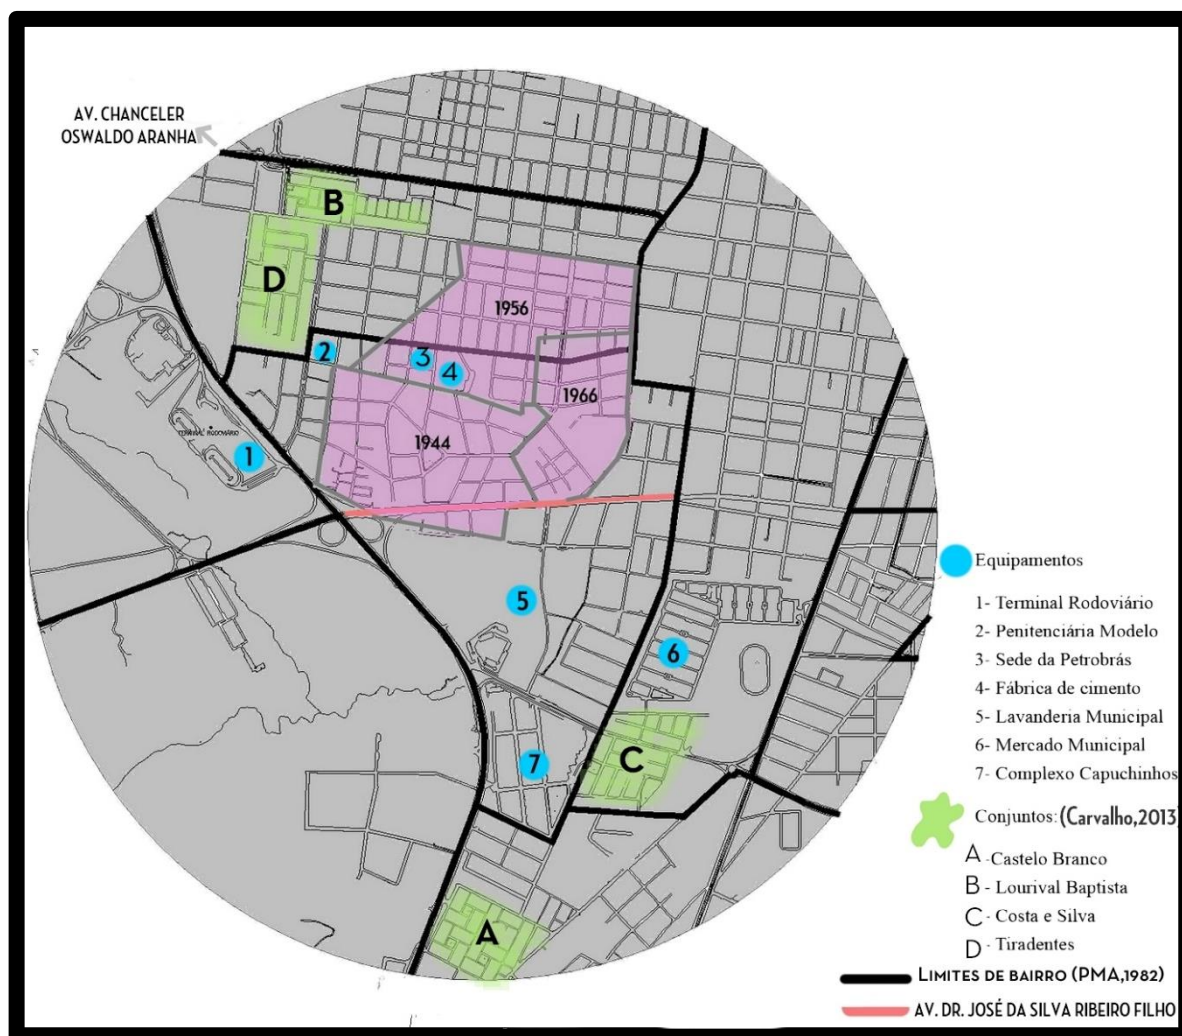 AV. CHANCELER
OSWALDO ARANHA
B
D
1956
2
3
4
1966
1944
TERMINAL RODOVIÁRIO
1
5
6
7
C
A
Equipamentos
1- Terminal Rodoviário
2- Penitenciária Modelo
3- Sede da Petrobrás
4- Fábrica de cimento
5- Lavanderia Municipal
6- Mercado Municipal
7- Complexo Capuchinhos
Conjuntos: (Carvalho,2013)
A -Castelo Branco
B - Lourival Baptista
C - Costa e Silva
D - Tiradentes
LIMITES DE BAIRRO (PMA,1982)
AV. DR. JOSÉ DA SILVA RIBEIRO FILHO